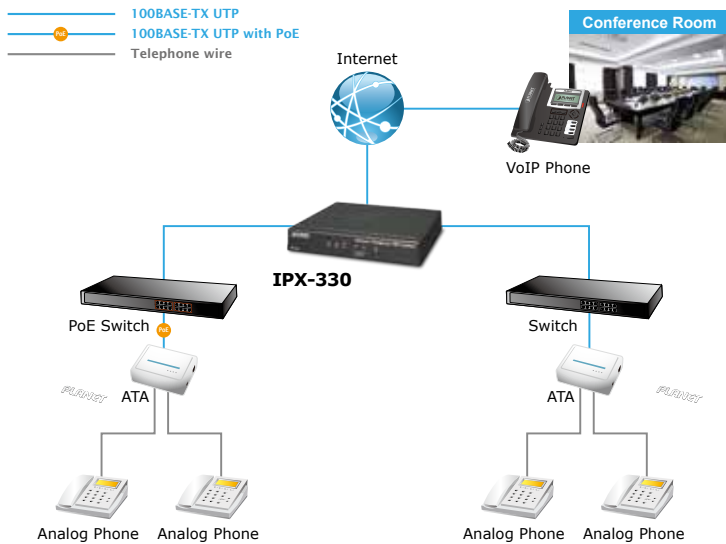 100BASE-TX UTP
PoE
100BASE-TX UTP with PoE
Telephone wire
Conference Room
Internet
VoIP Phone
IPX-330
PoE Switch
Switch
PoE
ATA
ATA
PLANET
PLANET
Analog Phone
Analog Phone
Analog Phone
Analog Phone